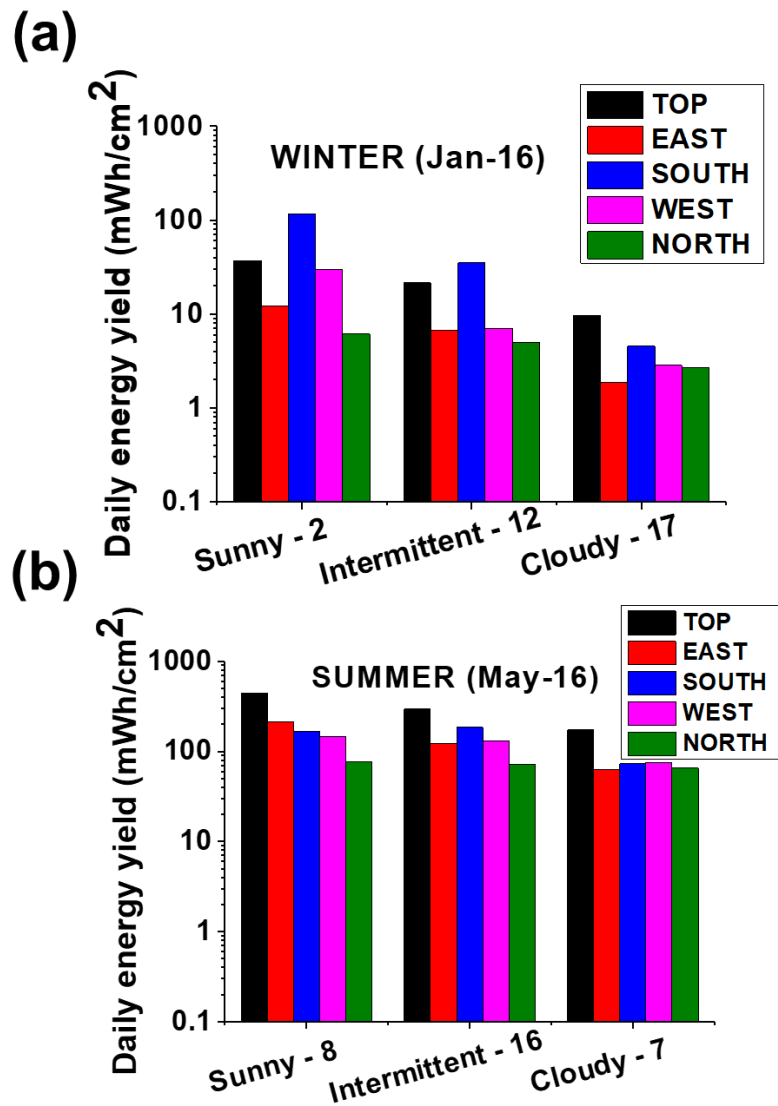 (a)
Daily energy yield (mWh/cm²)
1000
100
10
1
0.1
WINTER (Jan-16)
TOP
EAST
SOUTH
WEST
NORTH
Sunny - 2
Intermittent - 12
Cloudy - 17
(b)
Daily energy yield (mWh/cm²)
1000
100
10
1
0.1
SUMMER (May-16)
TOP
EAST
SOUTH
WEST
NORTH
Sunny - 8
Intermittent - 16
Cloudy - 7